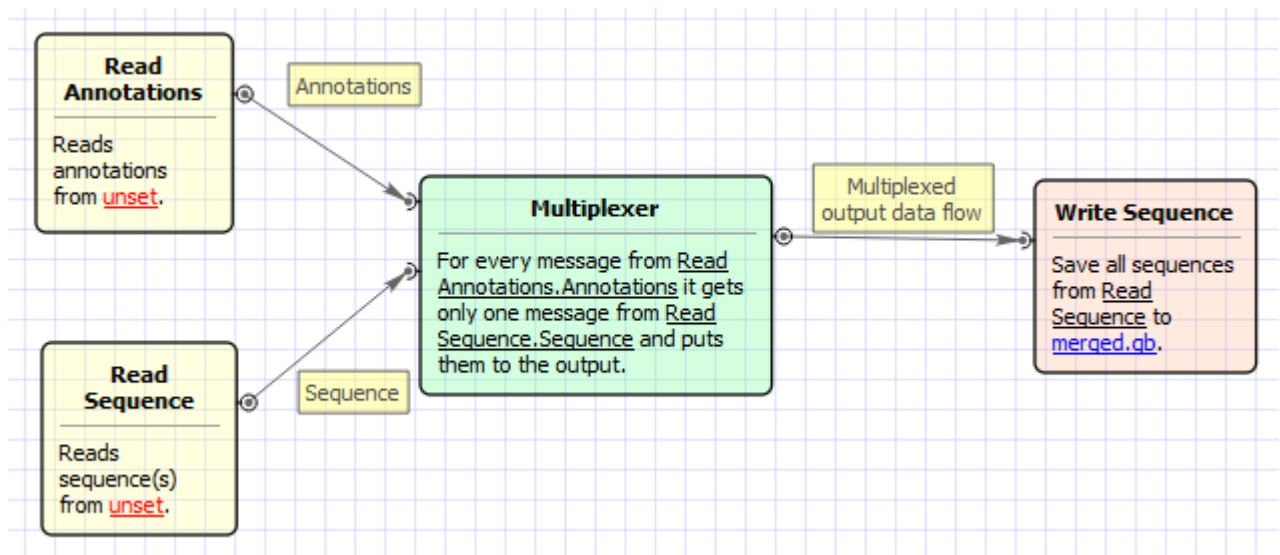 Read
Annotations
Reads
annotations
from unset.
Annotations
Read
Sequence
Reads
sequence(s)
from unset.
Sequence
Multiplexer
For every message from Read
Annotations.Annotations it gets
only one message from Read
Sequence.Sequence and puts
them to the output.
Multiplexed
output data flow
Write Sequence
Save all sequences
from Read
Sequence to
merged.gb.